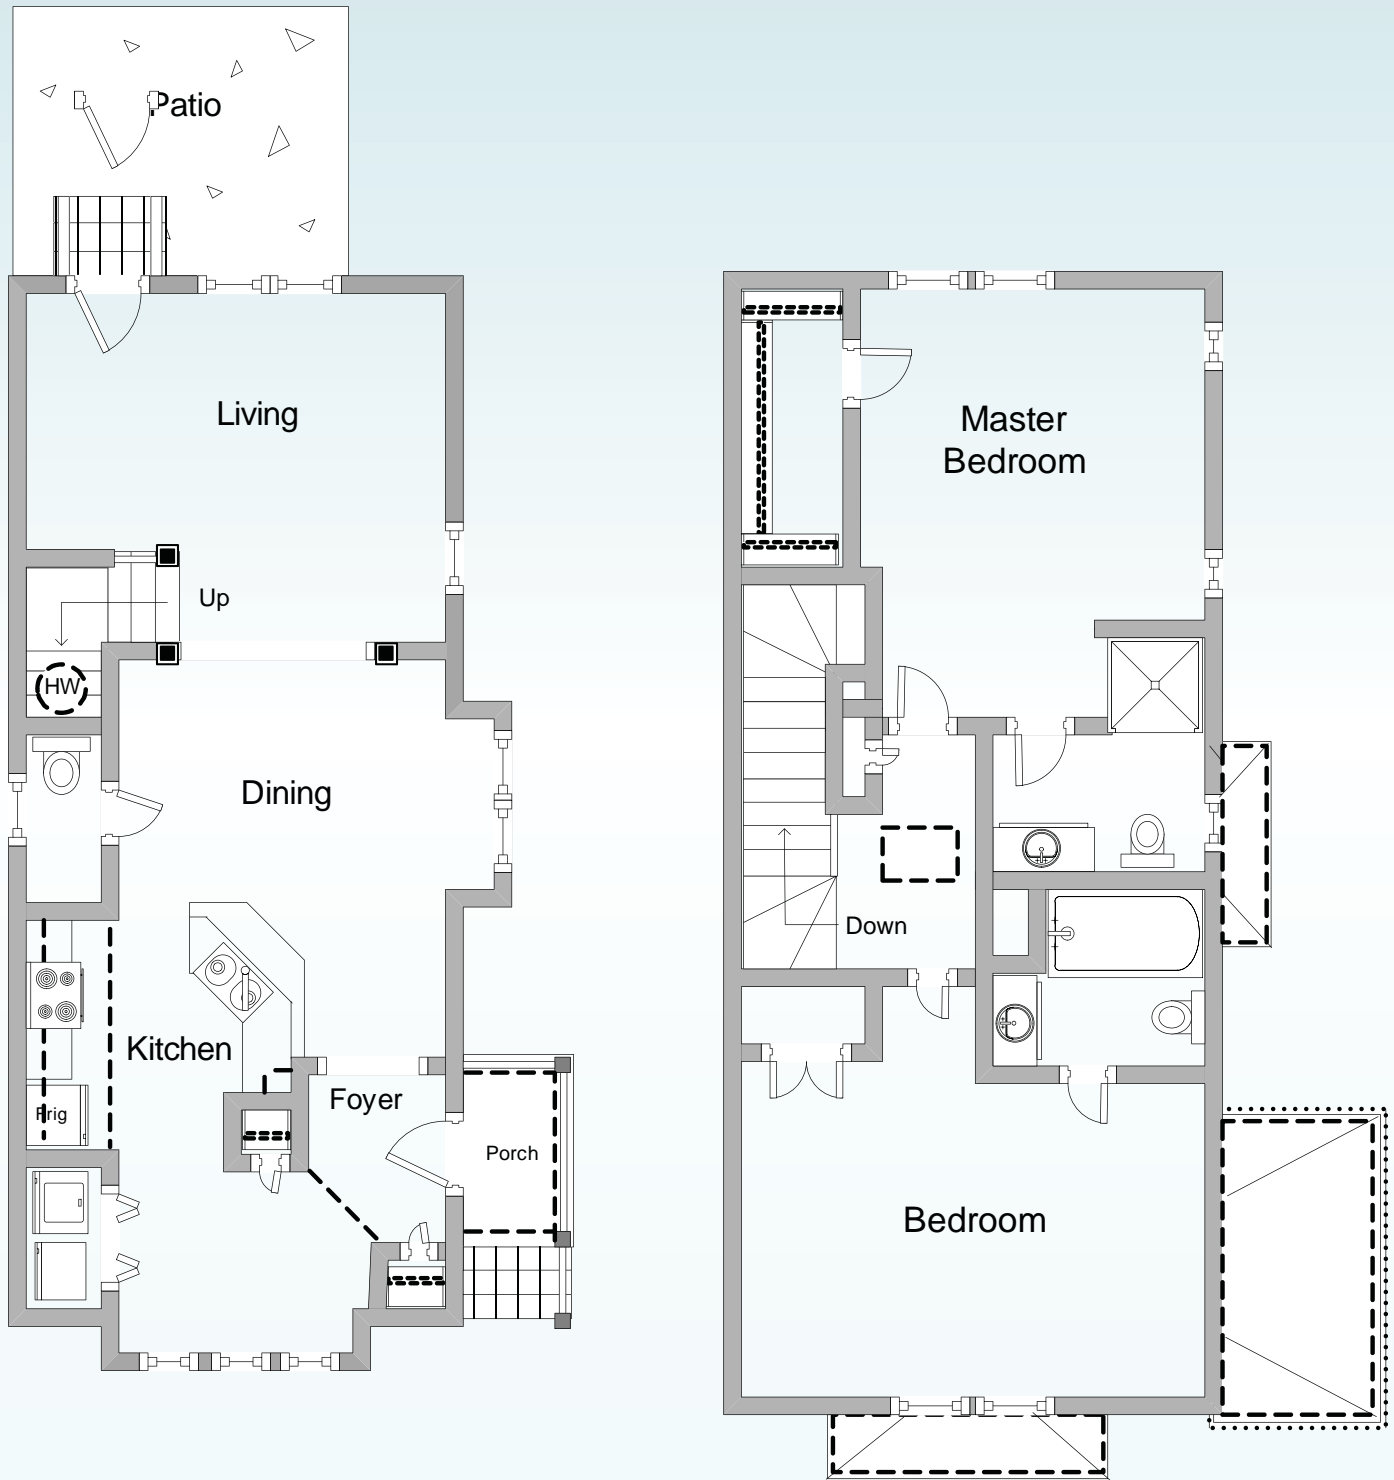 Patio
Living
Up
HW
Dining
Kitchen
Frig
Foyer
Porch
Master
Bedroom
Down
Bedroom